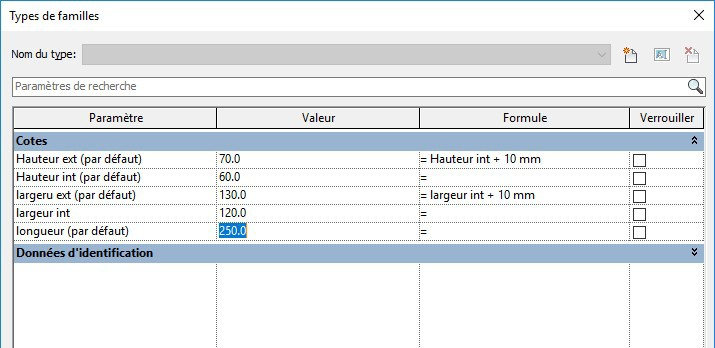 Types de familles
Nom du type:
Paramètres de recherche
Paramètre Valeur Formule Verrouiller
Cotes
Hauteur ext (par défaut) 70.0 = Hauteur int + 10 mm
Hauteur int (par défaut) 60.0 =
largeru ext (par défaut) 130.0 = largeur int + 10 mm
largeur int 120.0 =
longueur (par défaut) 250.0 =
Données d'identification